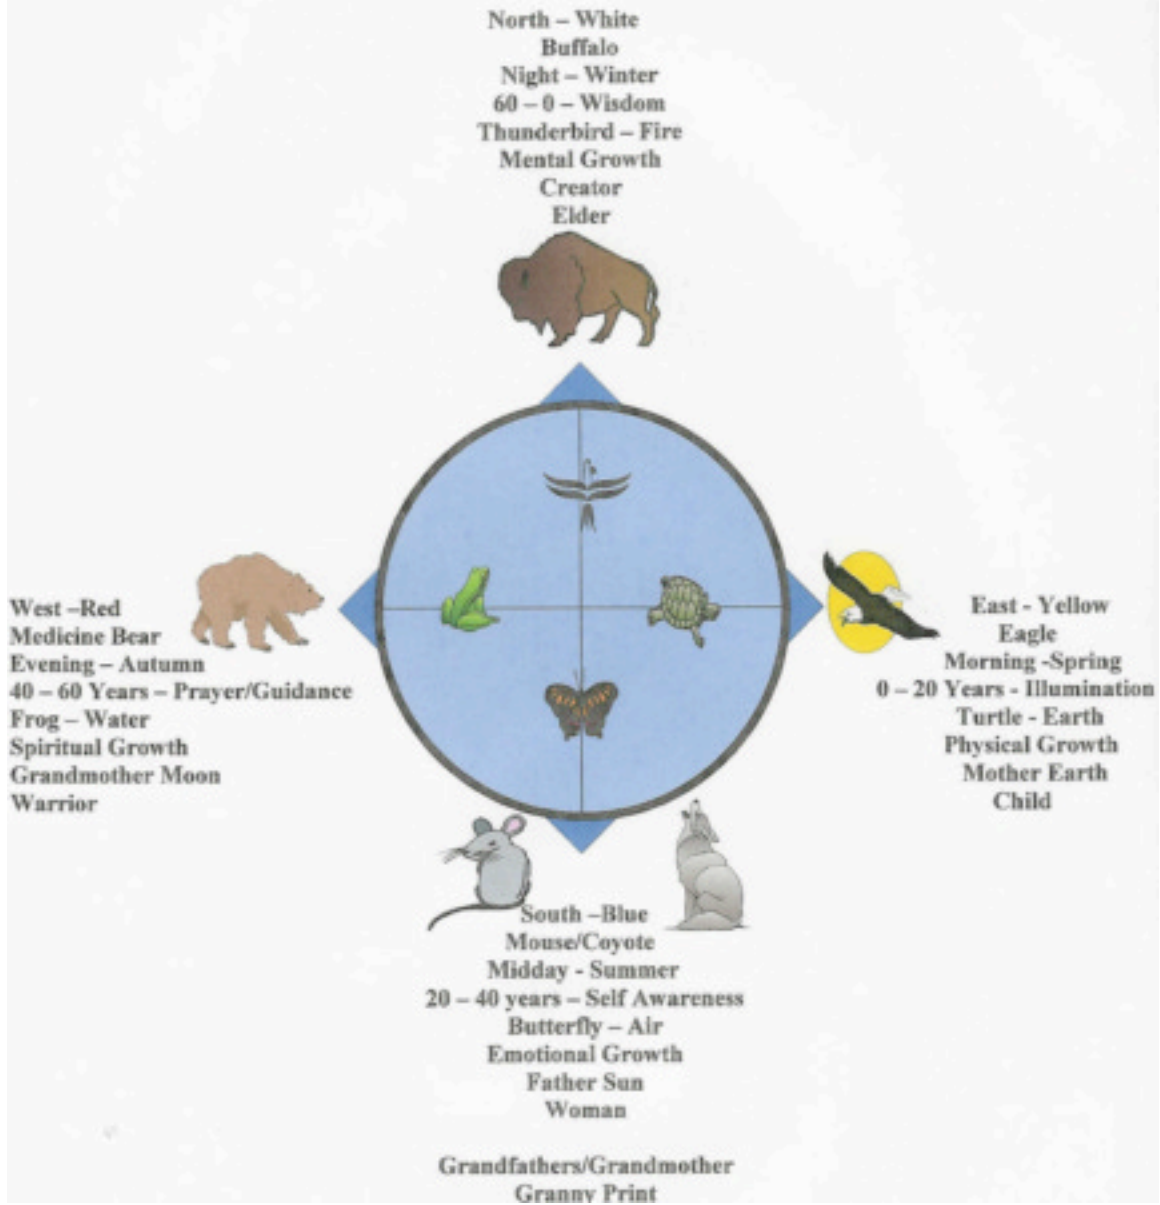 North – White
Buffalo
Night – Winter
60 – 0 – Wisdom
Thunderbird – Fire
Mental Growth
Creator
Elder
West –Red
Medicine Bear
Evening – Autumn
40 – 60 Years – Prayer/Guidance
Frog – Water
Spiritual Growth
Grandmother Moon
Warrior
East - Yellow
Eagle
Morning -Spring
0 – 20 Years - Illumination
Turtle - Earth
Physical Growth
Mother Earth
Child
South –Blue
Mouse/Coyote
Midday - Summer
20 – 40 years – Self Awareness
Butterfly – Air
Emotional Growth
Father Sun
Woman
Grandfathers/Grandmother
Granny Print